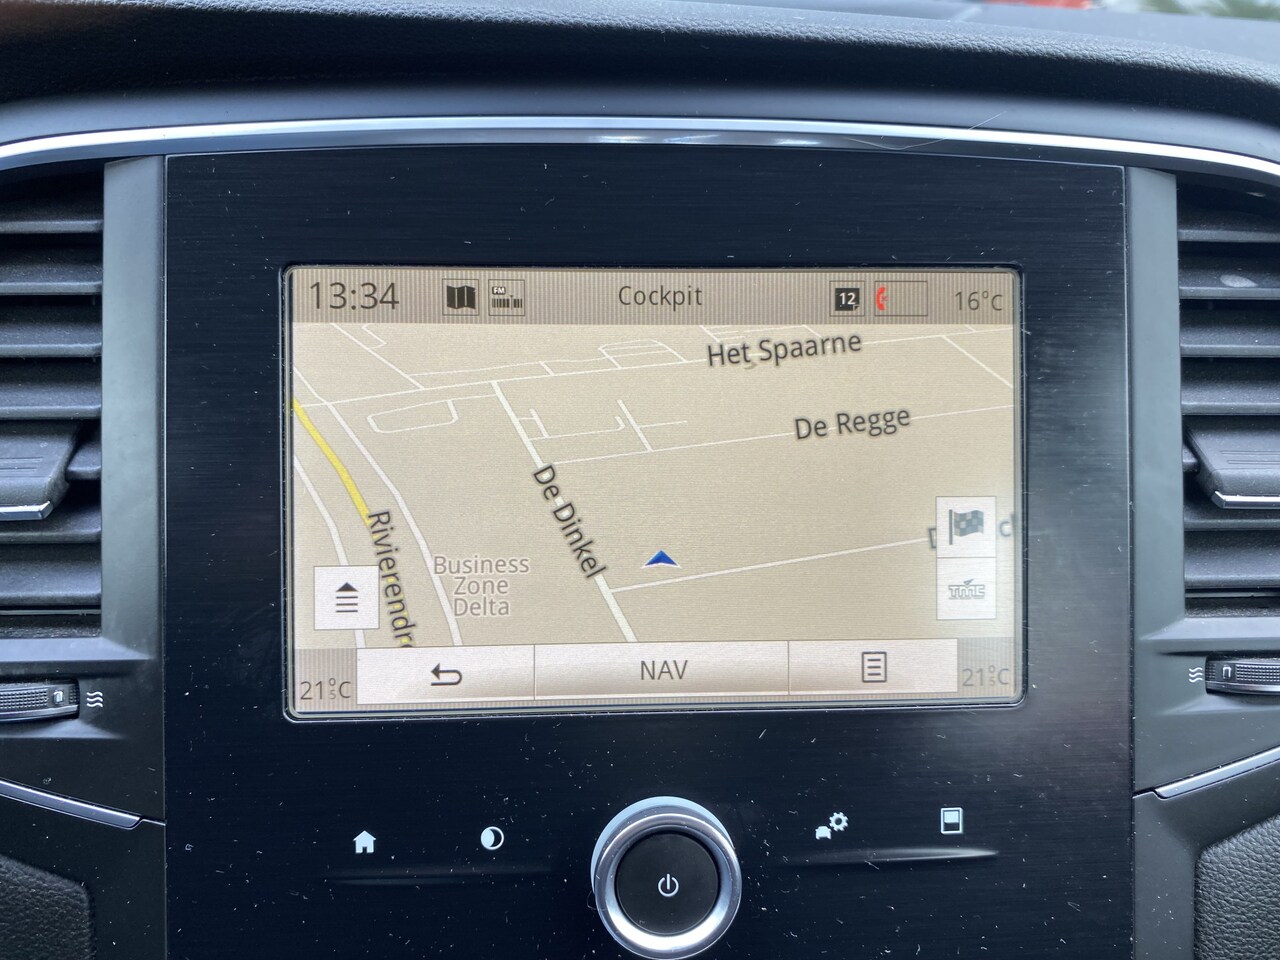 13:34
FM
Cockpit
12
16°C
Het Spaarne
De Regge
De Dinkel
Business
Zone
Delta
TMC
21°C
NAV
21°C